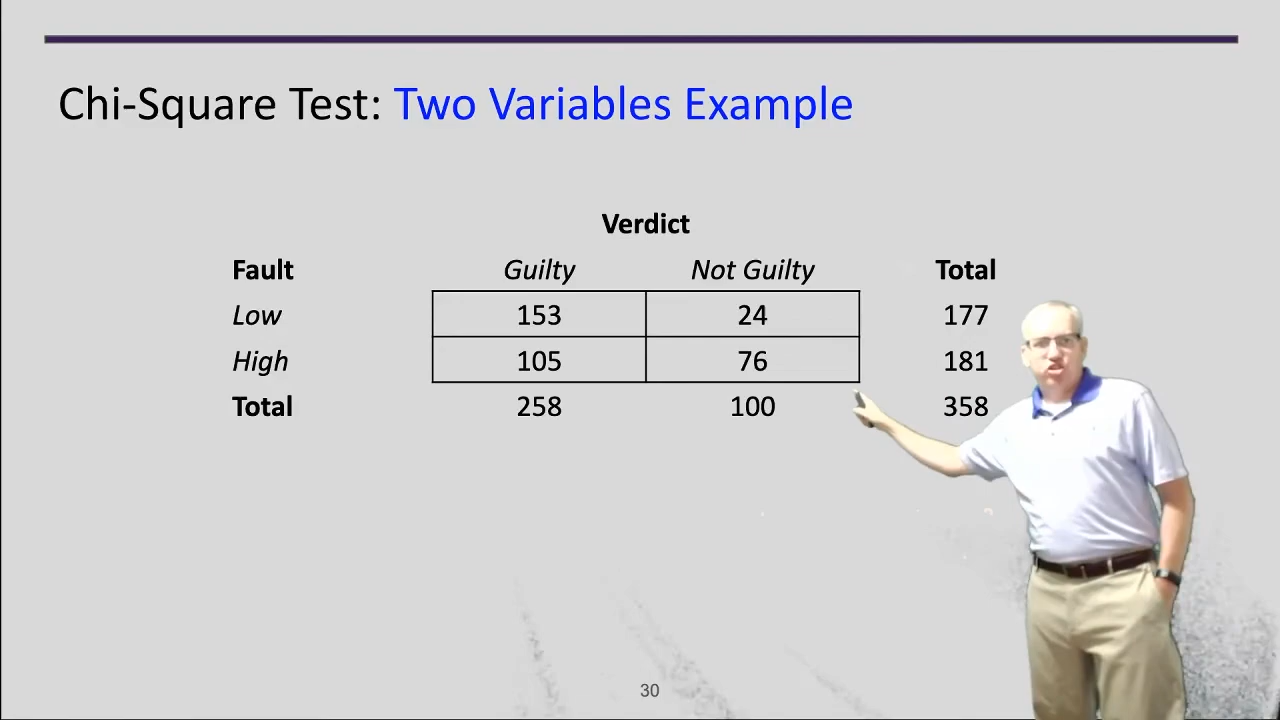 Chi-Square Test: Two Variables Example
Verdict
Fault Guilty Not Guilty Total
Low 153 24 177
High 105 76 181
Total 258 100 358
30